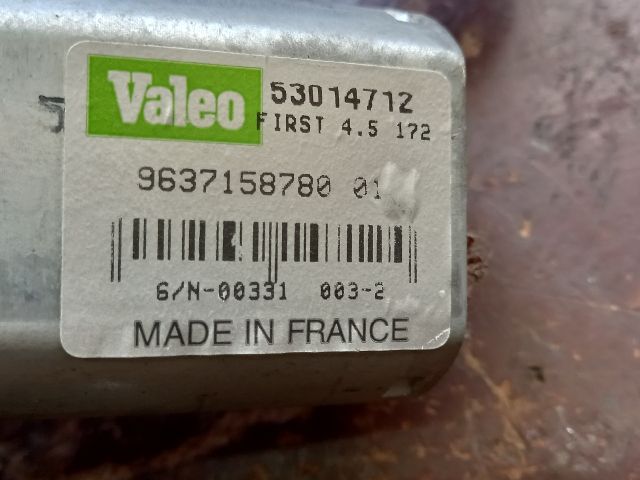 Valeo
53014712
FIRST 4.5 172
9637158780 01
6/N-00331 003-2
MADE IN FRANCE